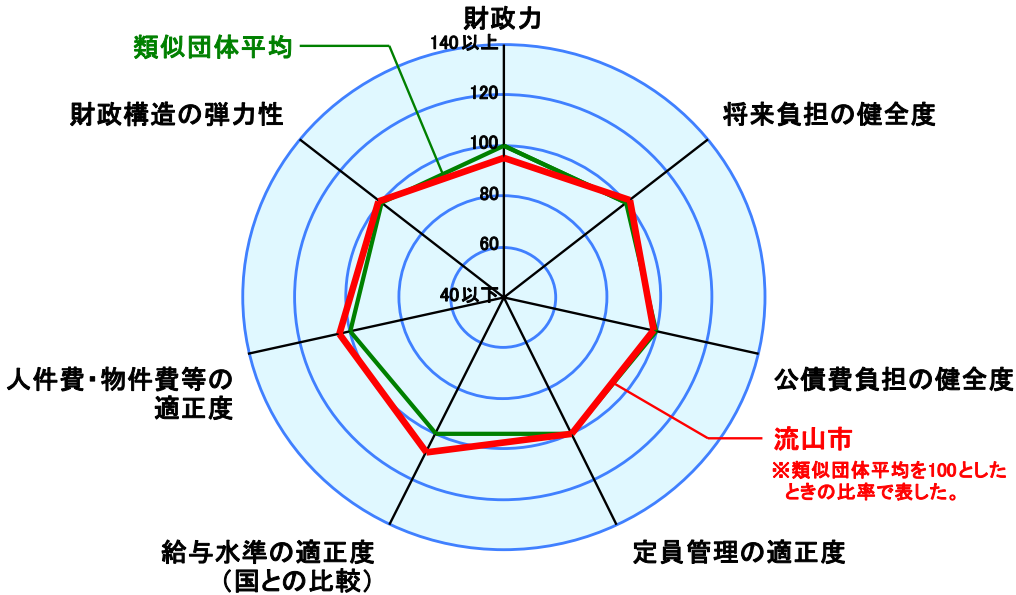 財政力
140以上
類似団体平均
120
財政構造の弾力性
将来負担の健全度
100
80
60
40以下
人件費・物件費等の
適正度
公債費負担の健全度
流山市
※類似団体平均を100とした
ときの比率で表した。
給与水準の適正度
（国との比較）
定員管理の適正度